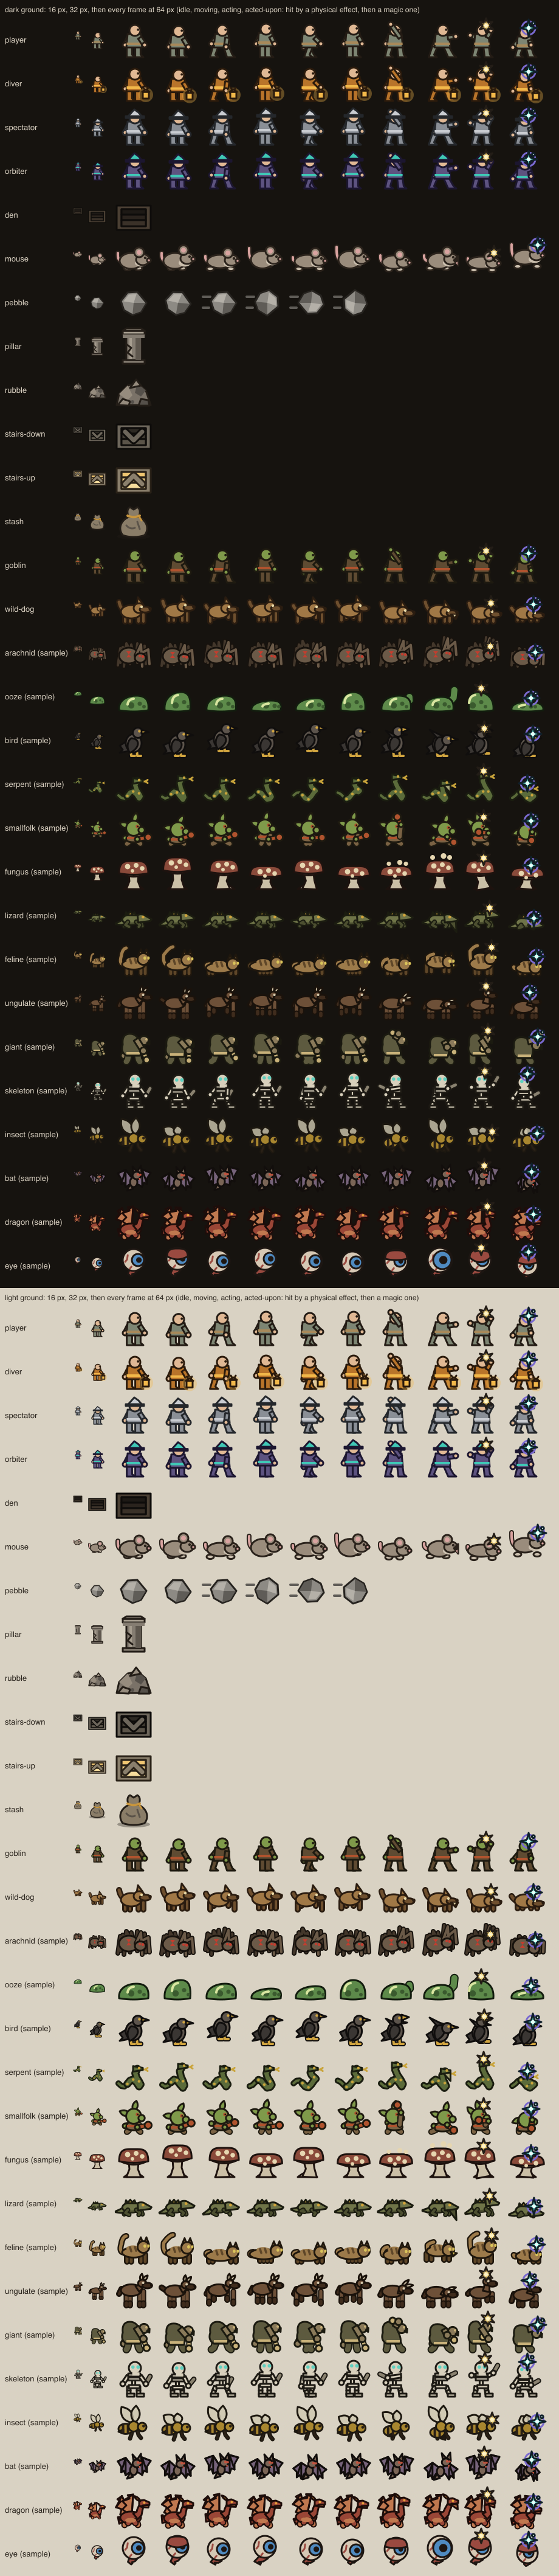 dark ground: 16 px, 32 px, then every frame at 64 px (idle, moving, acting, acted-upon: hit by a physical effect, then a magic one)
player
diver
spectator
orbiter
den
mouse
pebble
pillar
rubble
stairs-down
stairs-up
stash
goblin
wild-dog
arachnid (sample)
ooze (sample)
bird (sample)
serpent (sample)
smallfolk (sample)
fungus (sample)
lizard (sample)
feline (sample)
ungulate (sample)
giant (sample)
skeleton (sample)
insect (sample)
bat (sample)
dragon (sample)
eye (sample)
light ground: 16 px, 32 px, then every frame at 64 px (idle, moving, acting, acted-upon: hit by a physical effect, then a magic one)
player
diver
spectator
orbiter
den
mouse
pebble
pillar
rubble
stairs-down
stairs-up
stash
goblin
wild-dog
arachnid (sample)
ooze (sample)
bird (sample)
serpent (sample)
smallfolk (sample)
fungus (sample)
lizard (sample)
feline (sample)
ungulate (sample)
giant (sample)
skeleton (sample)
insect (sample)
bat (sample)
dragon (sample)
eye (sample)